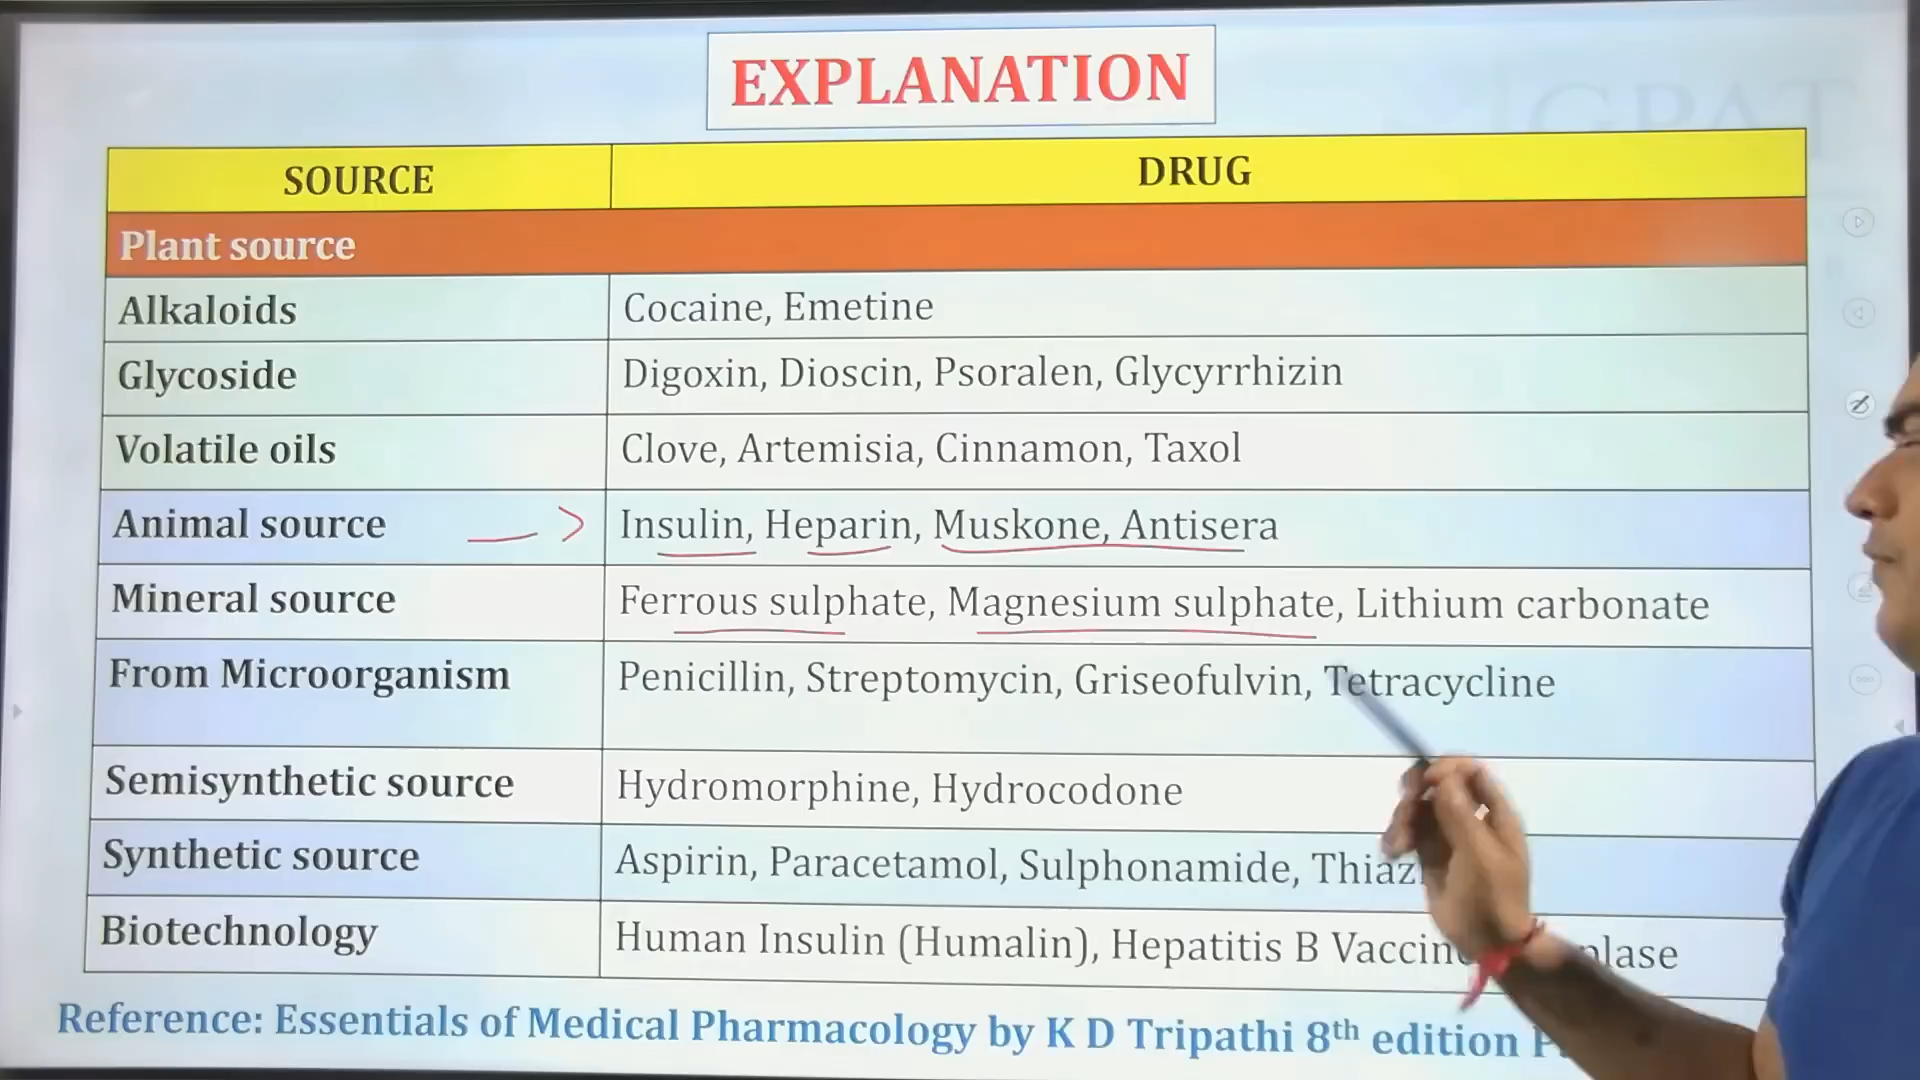 EXPLANATION
GPAT
SOURCE DRUG
Plant source
Alkaloids Cocaine, Emetine
Glycoside Digoxin, Dioscin, Psoralen, Glycyrrhizin
Volatile oils Clove, Artemisia, Cinnamon, Taxol
Animal source Insulin, Heparin, Muskone, Antisera
Mineral source Ferrous sulphate, Magnesium sulphate, Lithium carbonate
From Microorganism Penicillin, Streptomycin, Griseofulvin, Tetracycline
Semisynthetic source Hydromorphine, Hydrocodone
Synthetic source Aspirin, Paracetamol, Sulphonamide,
Biotechnology Human Insulin (Humalin), Hepatitis B
Reference: Essentials of Medical Pharmacology by K D Tripathi 8th edition